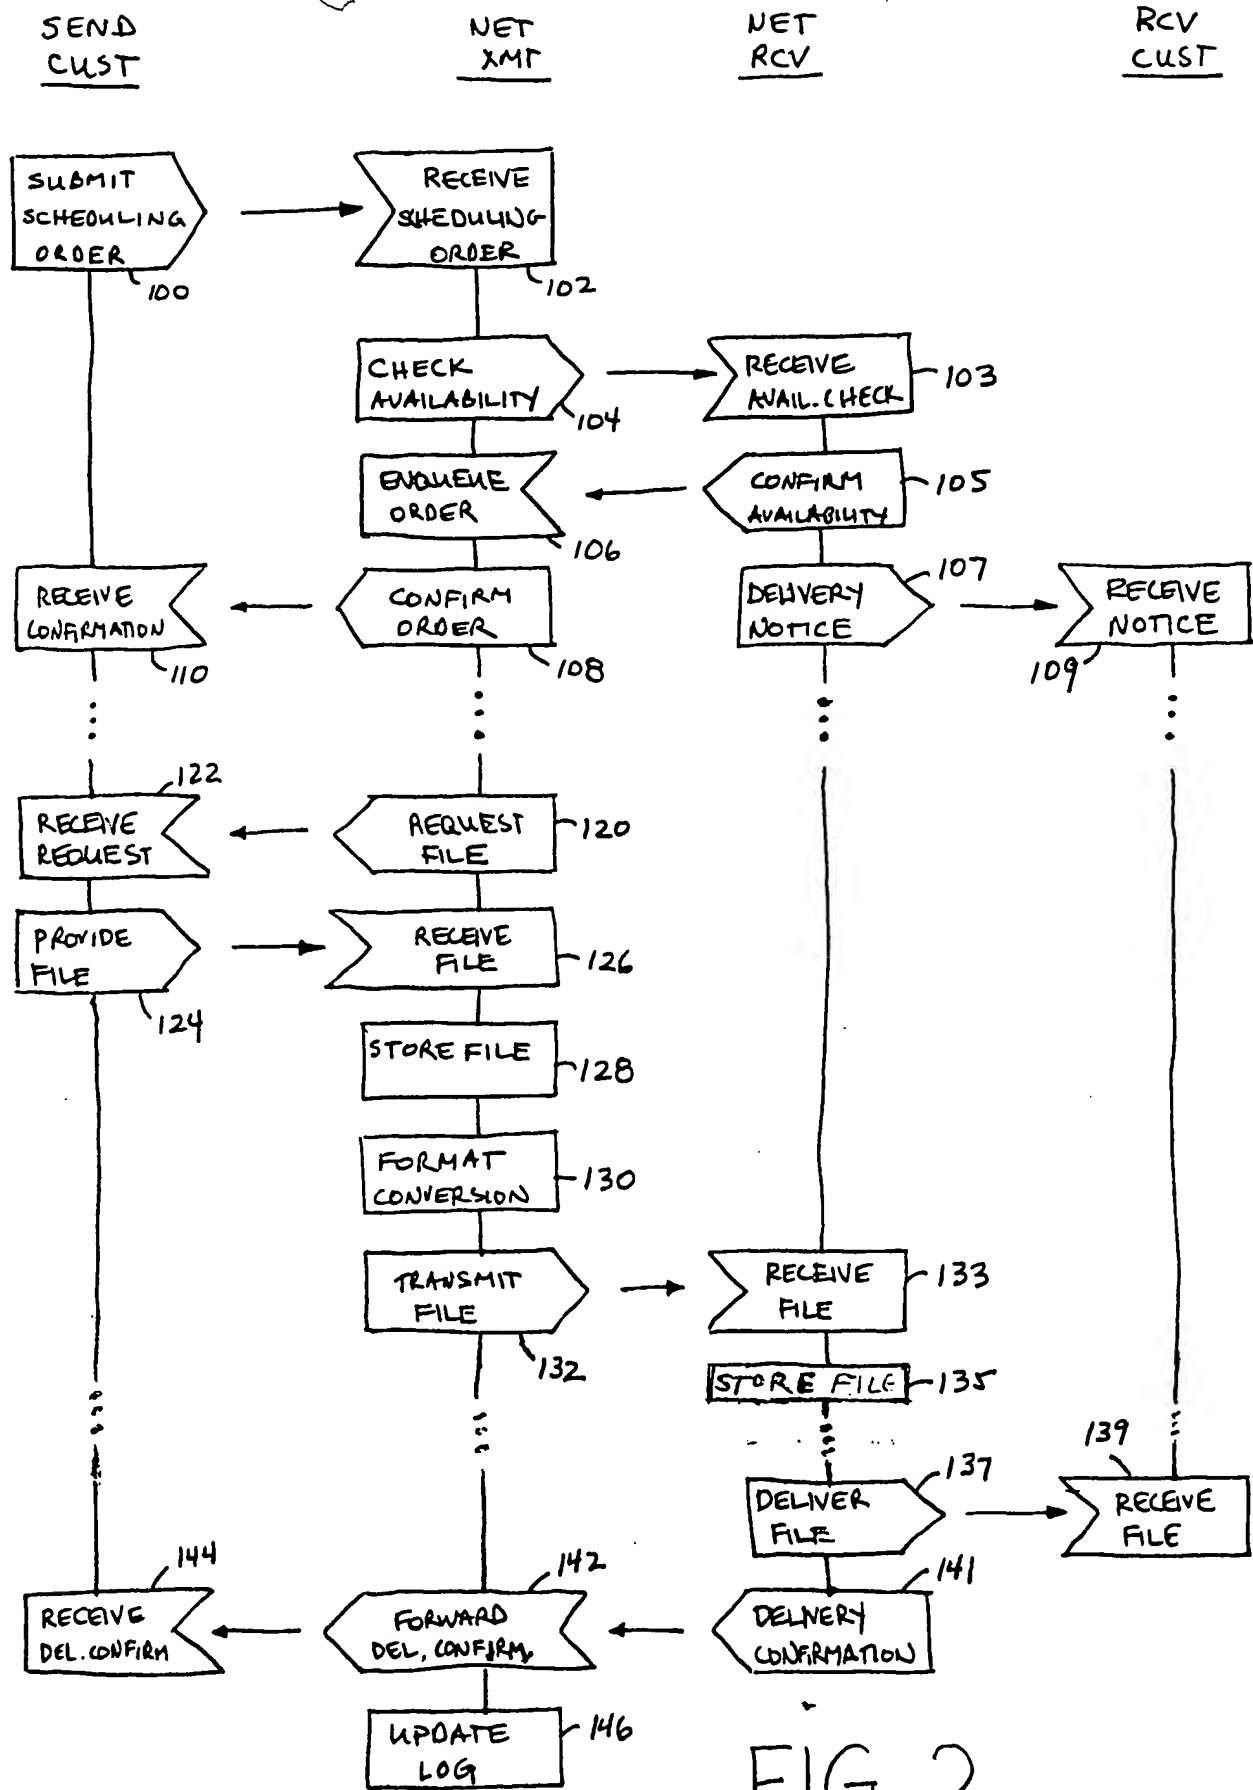 SEND
CUST
NET
XMT
NET
RCV
RCV
CUST
SUBMIT
SCHEDULING
ORDER
100
RECEIVE
SCHEDULING
ORDER
102
CHECK
AVAILABILITY
104
RECEIVE
AVAIL. CHECK
103
ENQUEUE
ORDER
106
CONFIRM
AVAILABILITY
105
RECEIVE
CONFIRMATION
110
CONFIRM
ORDER
108
DELIVERY
NOTICE
107
RECEIVE
NOTICE
109
RECEIVE
REQUEST
122
REQUEST
FILE
120
PROVIDE
FILE
124
RECEIVE
FILE
126
STORE FILE
128
FORMAT
CONVERSION
130
TRANSMIT
FILE
132
RECEIVE
FILE
133
STORE FILE
135
DELIVER
FILE
137
RECEIVE
FILE
139
RECEIVE
DEL. CONFIRM
144
FORWARD
DEL. CONFIRM.
142
DELIVERY
CONFIRMATION
141
UPDATE
LOG
146
FIG. 2